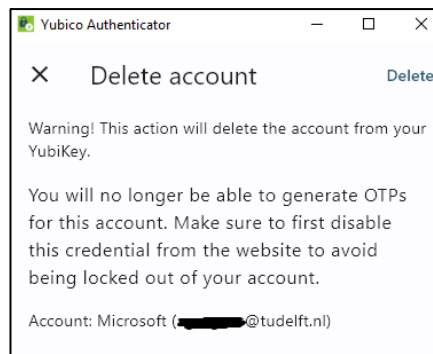 Yubico Authenticator
Delete account Delete
Warning! This action will delete the account from your
YubiKey.
You will no longer be able to generate OTPs
for this account. Make sure to first disable
this credential from the website to avoid
being locked out of your account.
Account: Microsoft (@tudelft.nl)